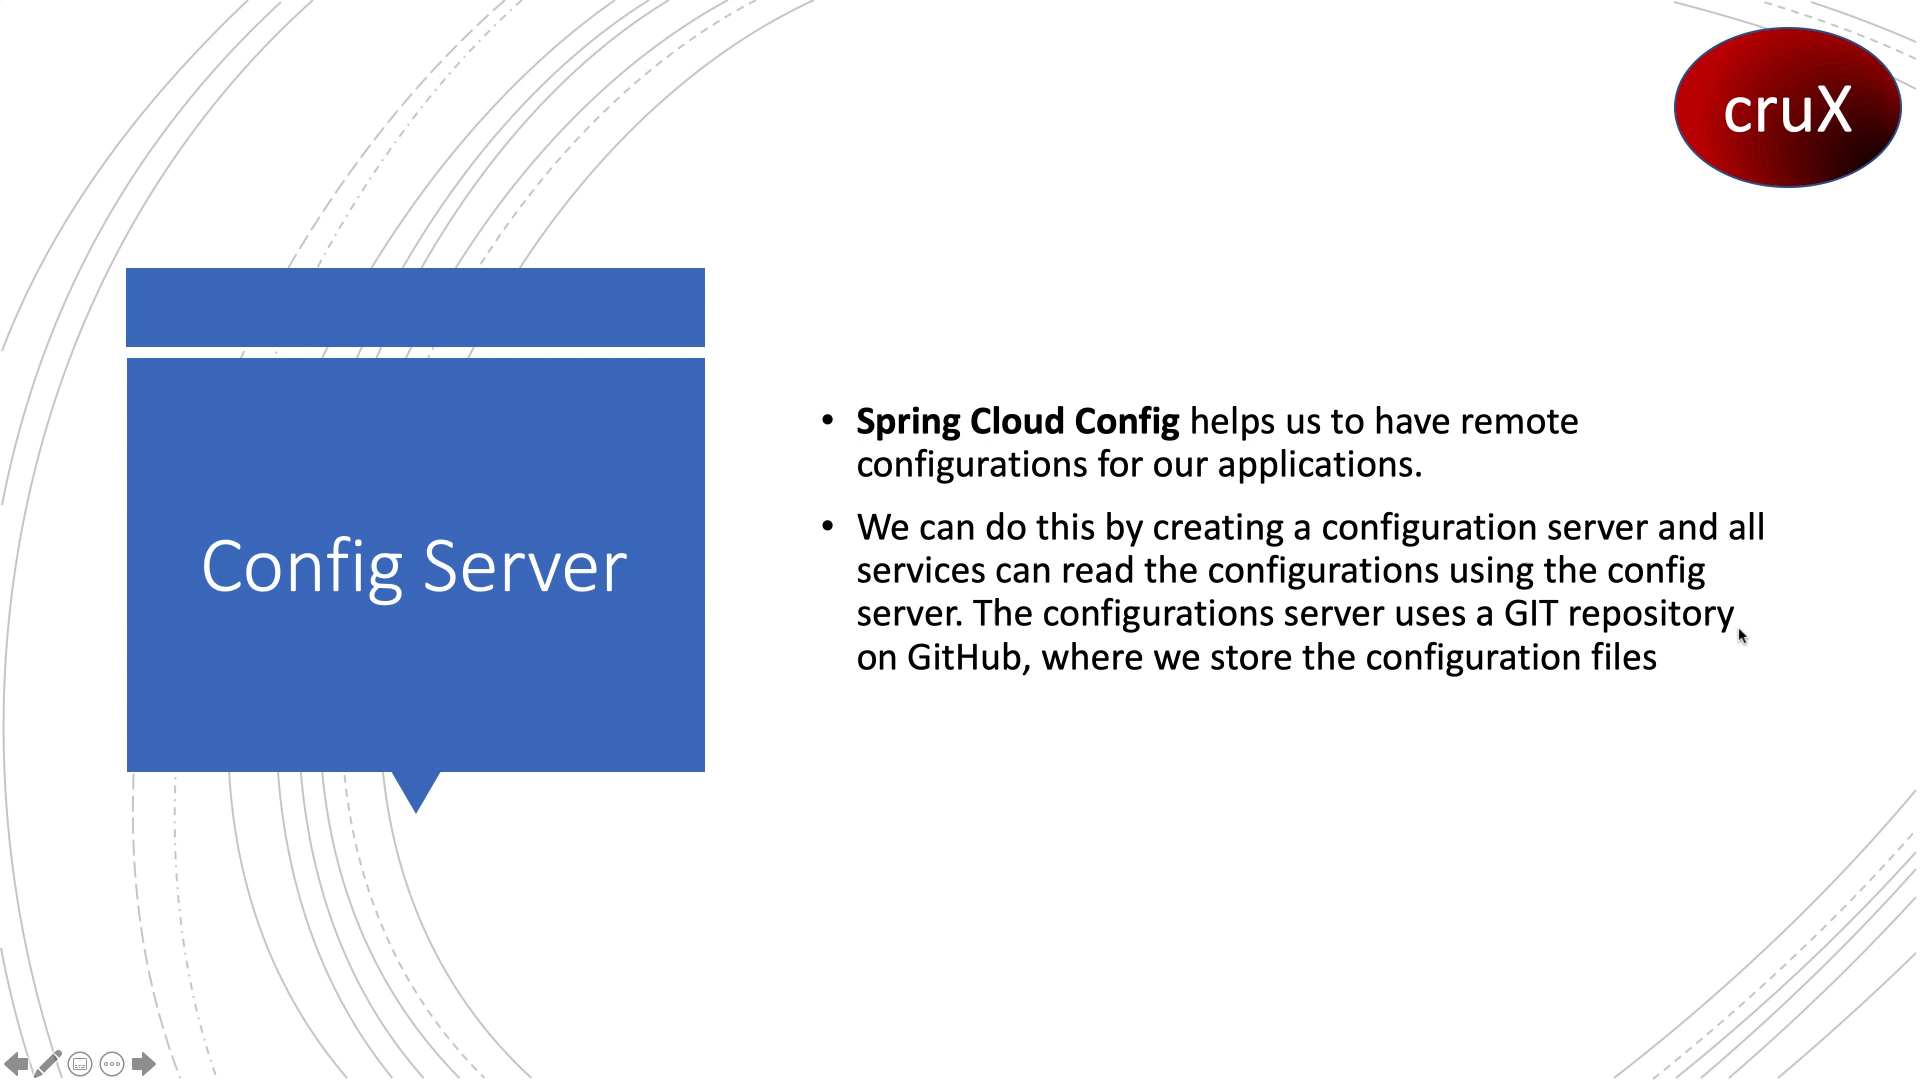 cruX
Config Server
• Spring Cloud Config helps us to have remote
configurations for our applications.
• We can do this by creating a configuration server and all
services can read the configurations using the config
server. The configurations server uses a GIT repository
on GitHub, where we store the configuration files